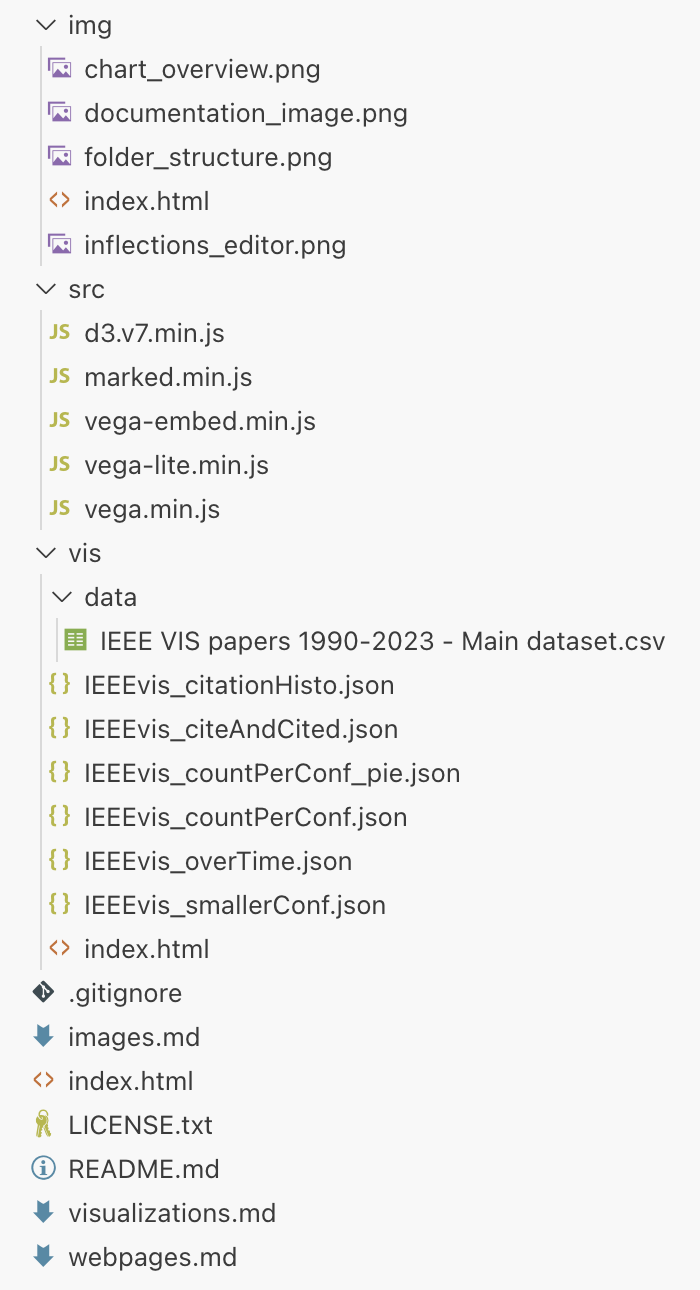 img
chart_overview.png
documentation_image.png
folder_structure.png
index.html
inflections_editor.png
src
JS d3.v7.min.js
JS marked.min.js
JS vega-embed.min.js
JS vega-lite.min.js
JS vega.min.js
vis
data
IEEE VIS papers 1990-2023 - Main dataset.csv
{} IEEEvis_citationHisto.json
{} IEEEvis_citeAndCited.json
{} IEEEvis_countPerConf_pie.json
{} IEEEvis_countPerConf.json
{} IEEEvis_overTime.json
{} IEEEvis_smallerConf.json
index.html
.gitignore
images.md
index.html
LICENSE.txt
README.md
visualizations.md
webpages.md